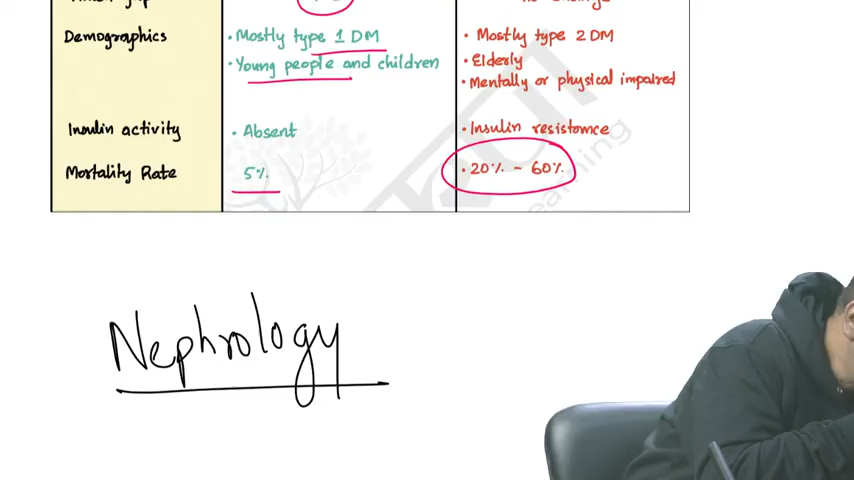 Demographics
• Mostly type 1 DM
• Young people and children
• Mostly type 2 DM
• Elderly
• Mentally or physical impaired
Insulin activity
• Absent
• Insulin resistomce
Mortality Rate
5%
• 20% - 60%
Nephrology